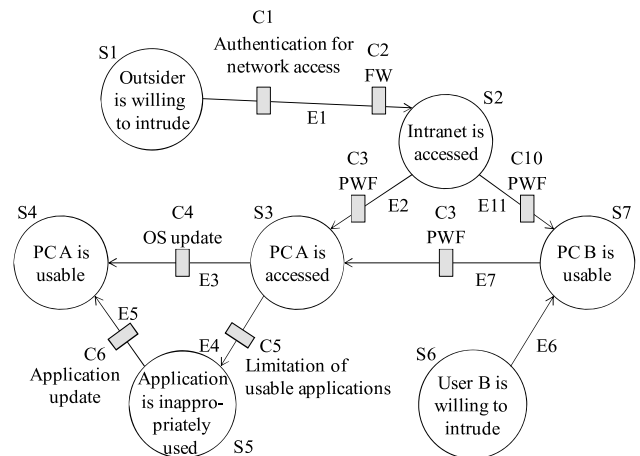 C1
Authentication for
network access
C2
FW
S1
Outsider
is willing
to intrude
E1
S2
Intranet is
accessed
C3
PWF
C10
PWF
E2
E11
S4
C4
OS update
S3
C3
PWF
S7
PC A is
usable
PC A is
accessed
PC B is
usable
E3
E7
E5
E4
C5
C6
Application
update
Limitation of
usable applications
S6
E6
Application
is inappro-
priately
used
S5
User B is
willing to
intrude